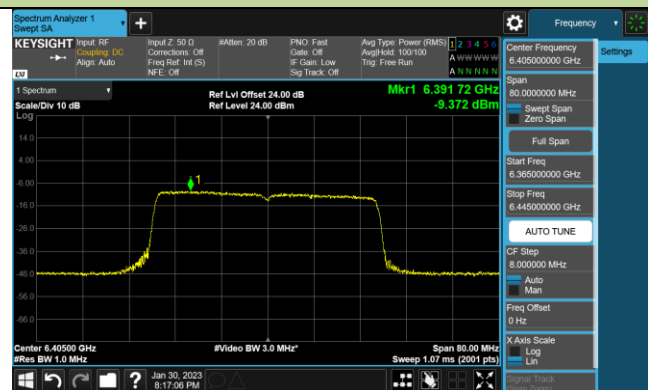 Spectrum Analyzer 1
Swept SA
Frequency
KEYSIGHT
Input: RF
Coupling: DC
Align: Auto
Input Z: 50 Ω
Corrections: Off
Freq Ref: Int (S)
NFE: Off
#Atten: 20 dB
PNO: Fast
Gate: Off
IF Gain: Low
Sig Track: Off
Avg Type: Power (RMS)
Avg|Hold: 100/100
Trig: Free Run
1 2 3 4 5 6
A W W W W W
A N N N N N
LXI
1 Spectrum
Scale/Div 10 dB
Log
Ref Lvl Offset 24.00 dB
Ref Level 24.00 dBm
Mkr1 6.391 72 GHz
-9.372 dBm
14.0
4.00
-6.00
-16.0
-26.0
-36.0
-46.0
-56.0
-66.0
1
Center 6.40500 GHz
#Res BW 1.0 MHz
#Video BW 3.0 MHz*
Span 80.00 MHz
Sweep 1.07 ms (2001 pts)
Jan 30, 2023
8:17:06 PM
Center Frequency
6.405000000 GHz
Settings
Span
80.0000000 MHz
Swept Span
Zero Span
Full Span
Start Freq
6.365000000 GHz
Stop Freq
6.445000000 GHz
AUTO TUNE
CF Step
8.000000 MHz
Auto
Man
Freq Offset
0 Hz
X Axis Scale
Log
Lin
Signal Track
(Span Zoom)